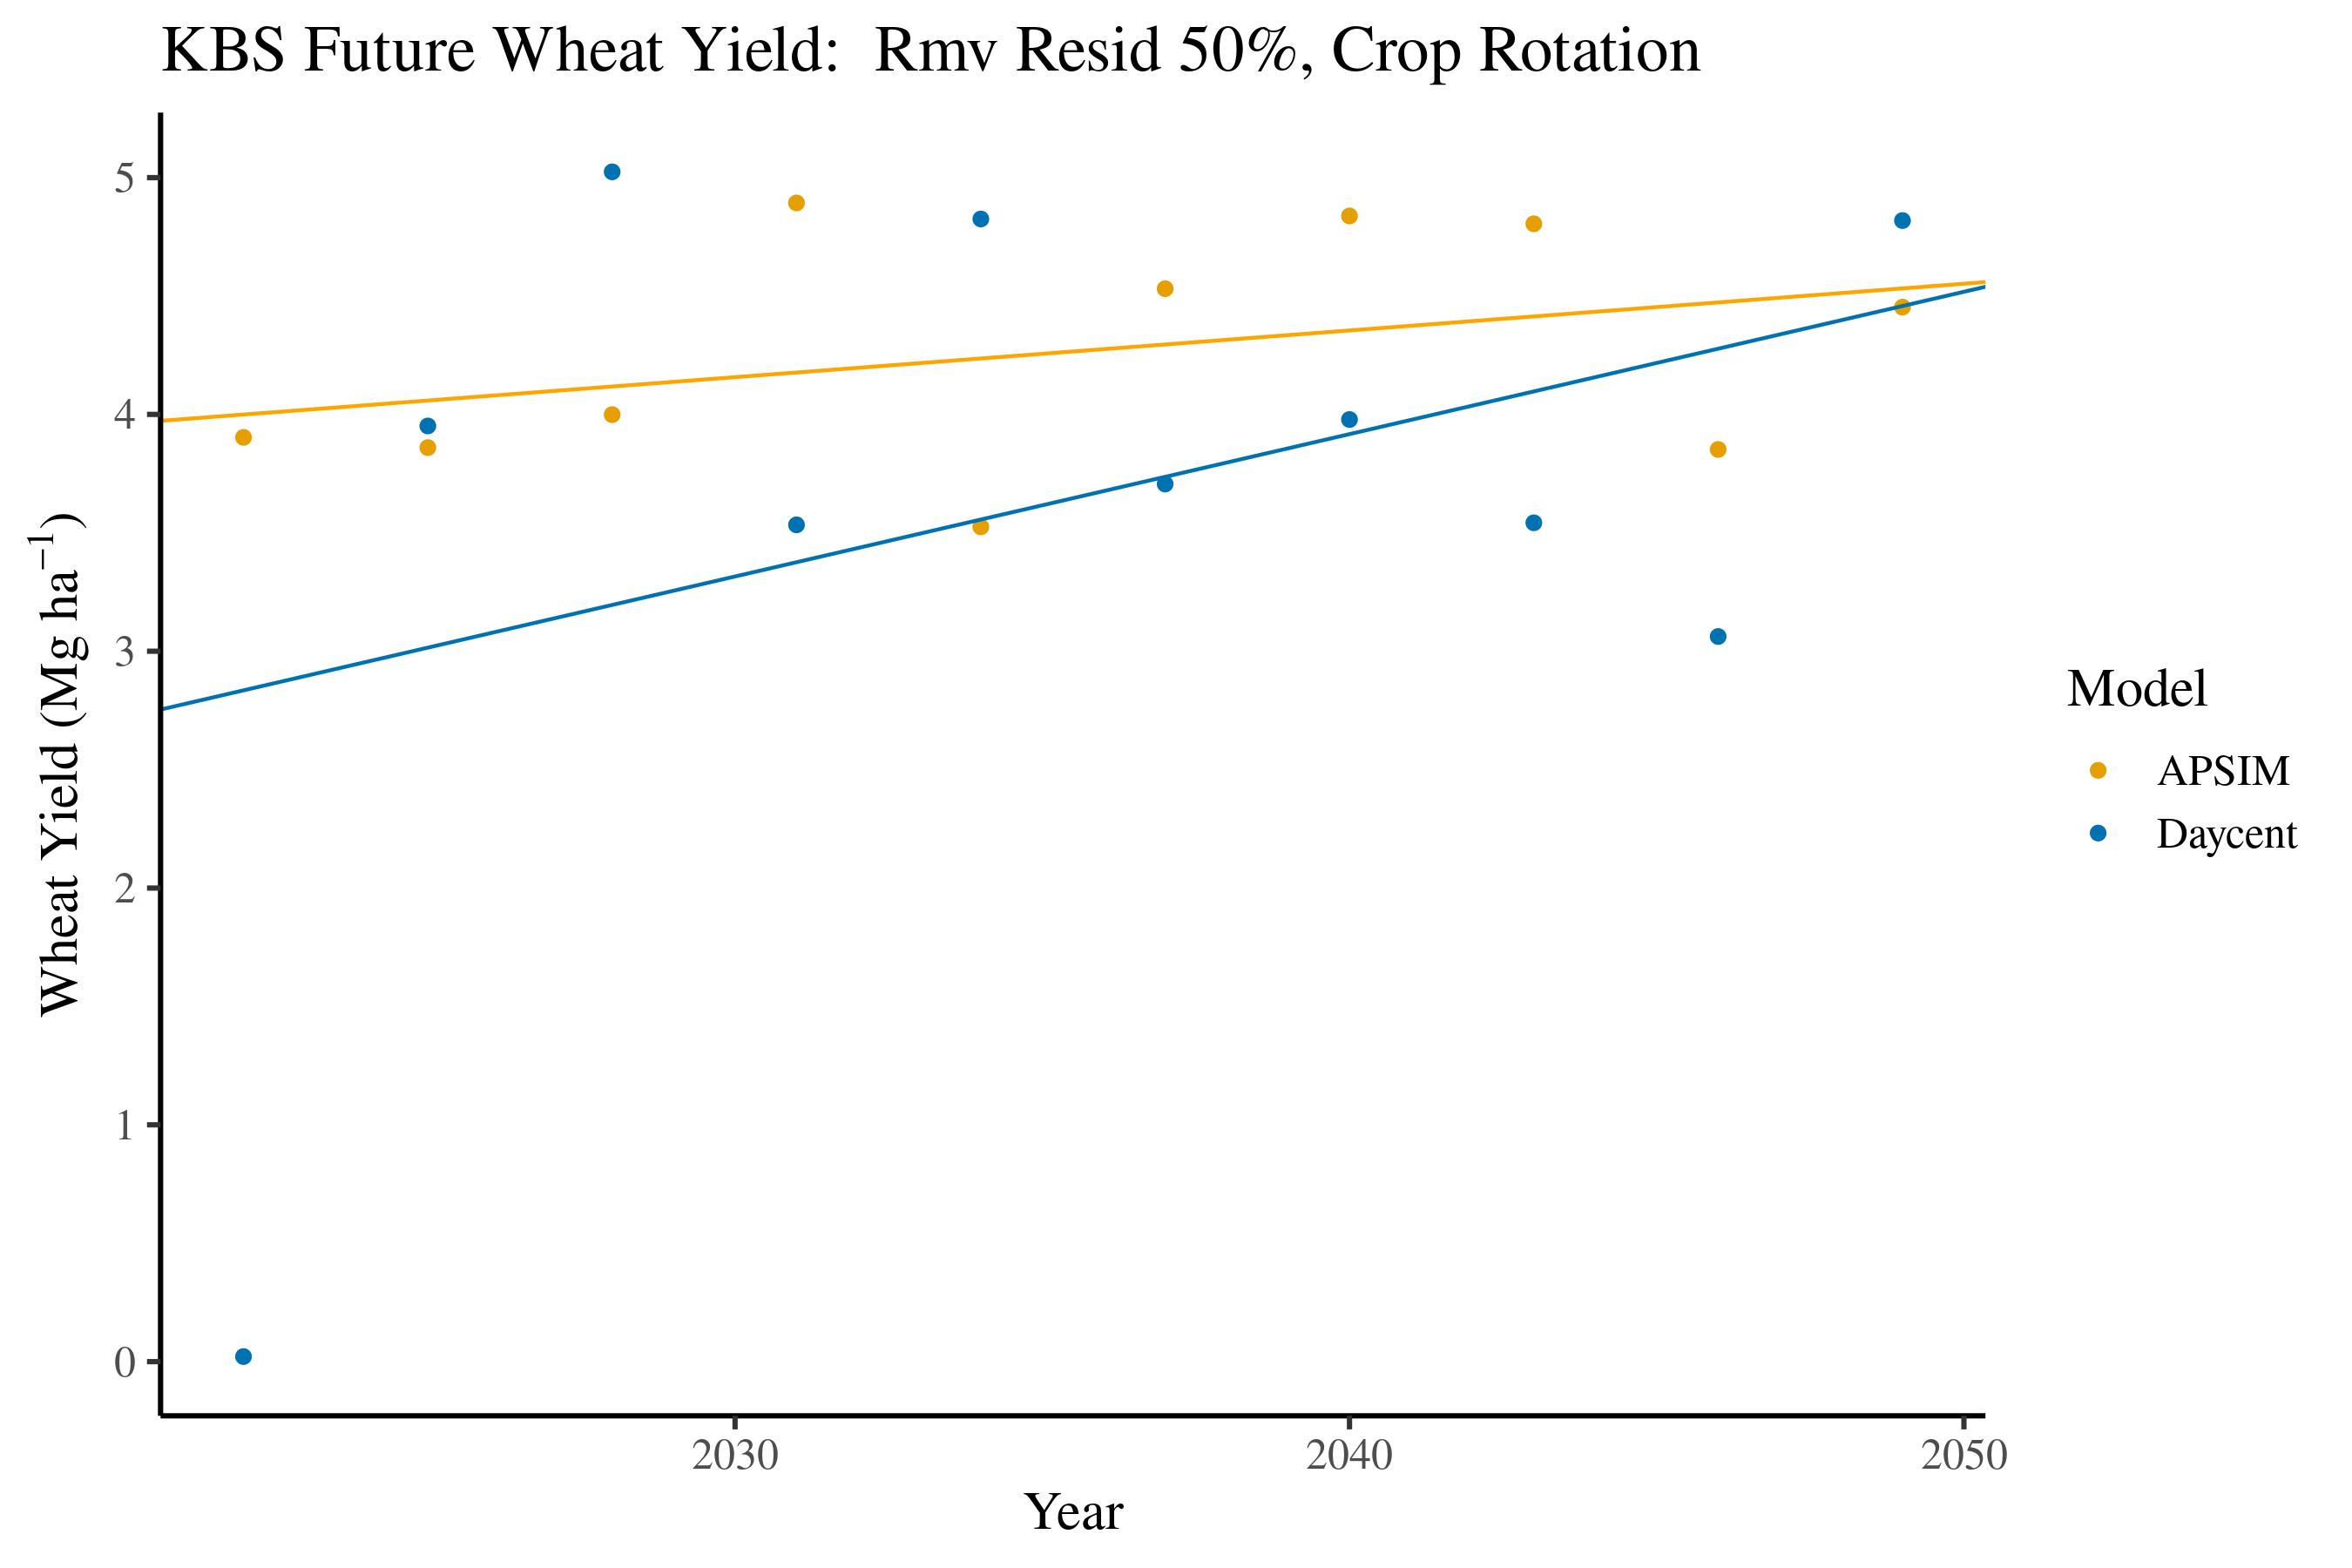 KBS Future Wheat Yield:  Rmv Resid 50%, Crop Rotation
Wheat Yield (Mg ha⁻¹)
5
4
3
2
1
0
2030 2040 2050
Year
Model
APSIM
Daycent